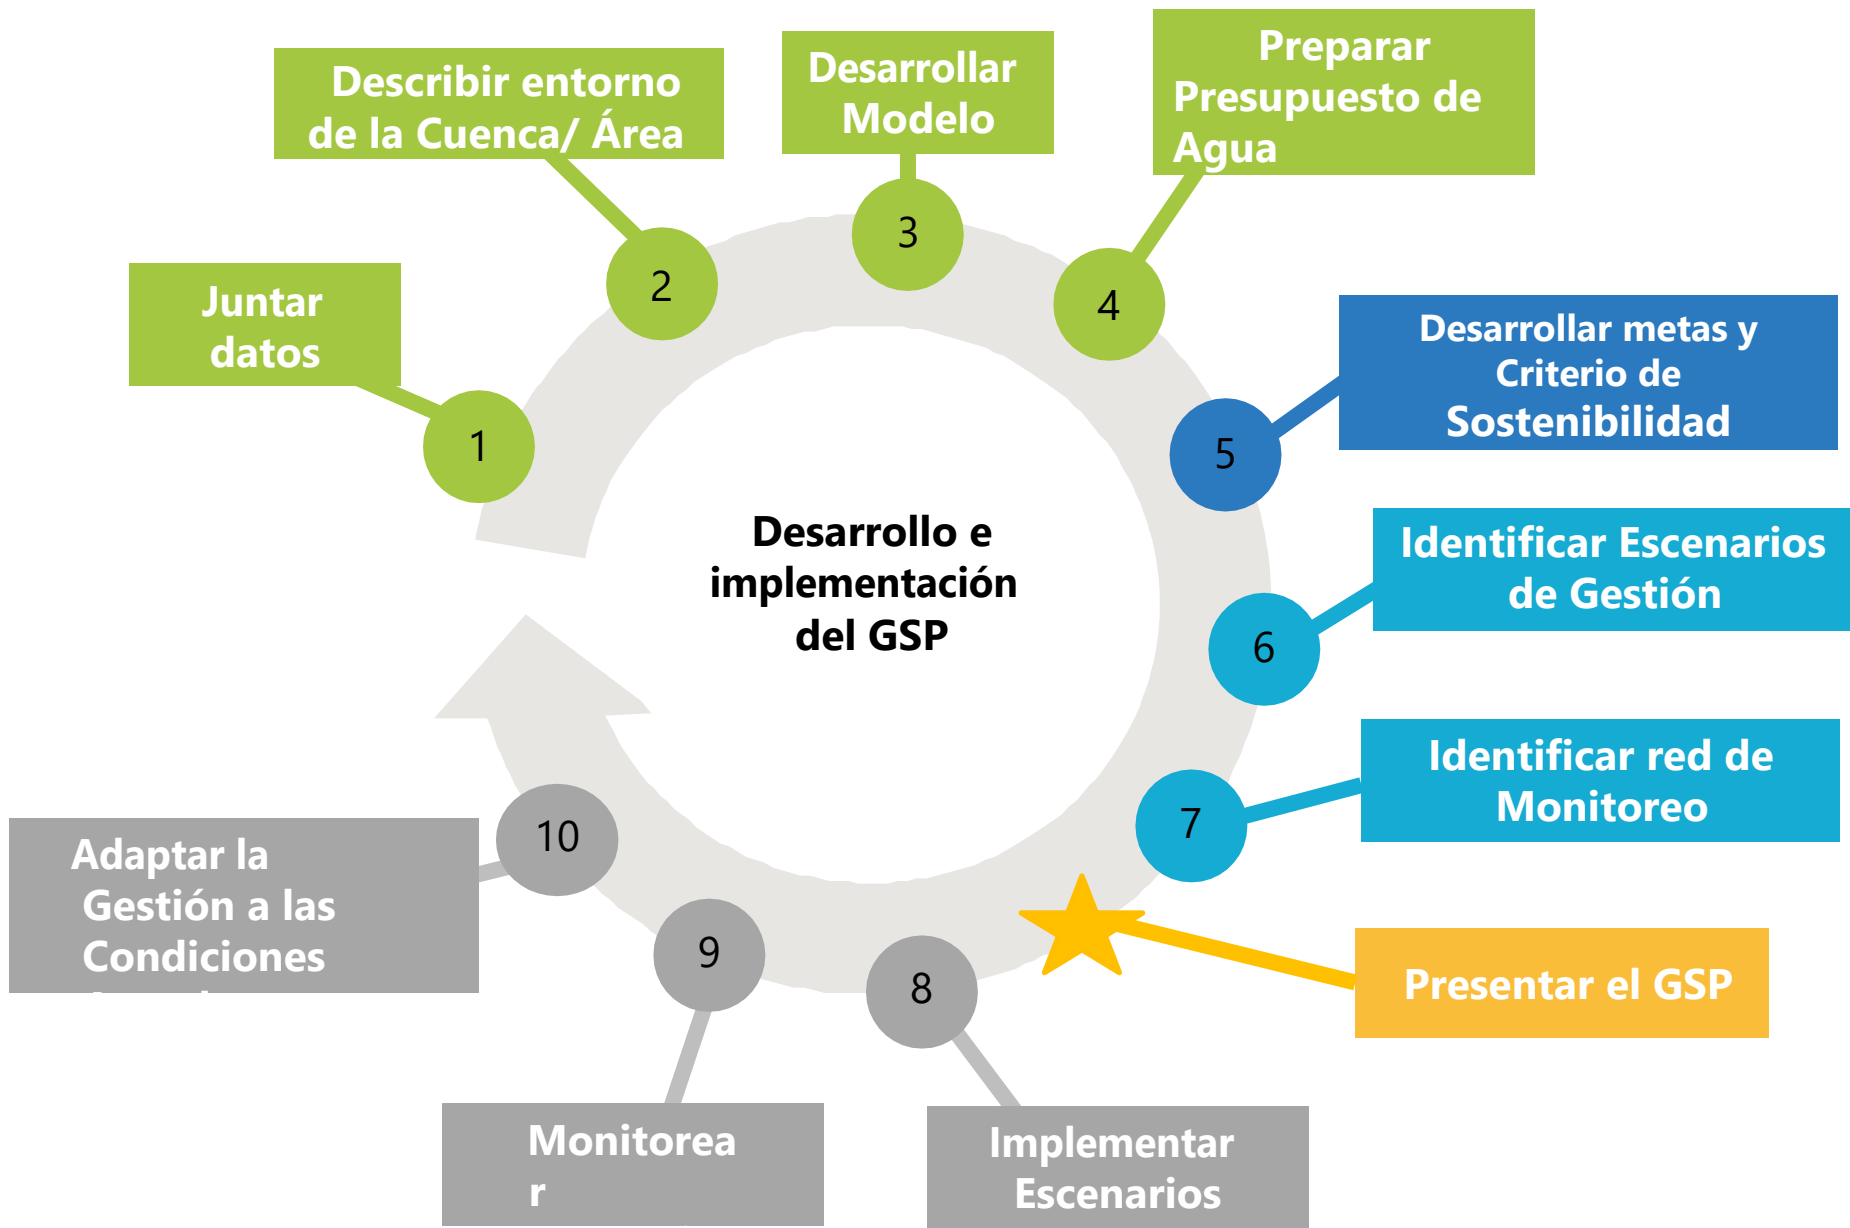 Describir entorno
de la Cuenca/ Área
Desarrollar
Modelo
Preparar
Presupuesto de
Agua
3
2
4
Juntar
datos
Desarrollar metas y
Criterio de
Sostenibilidad
1
5
Desarrollo e
implementación
del GSP
Identificar Escenarios
de Gestión
6
Identificar red de
Monitoreo
7
10
Adaptar la
Gestión a las
Condiciones
9
8
Presentar el GSP
Monitorea
r
Implementar
Escenarios